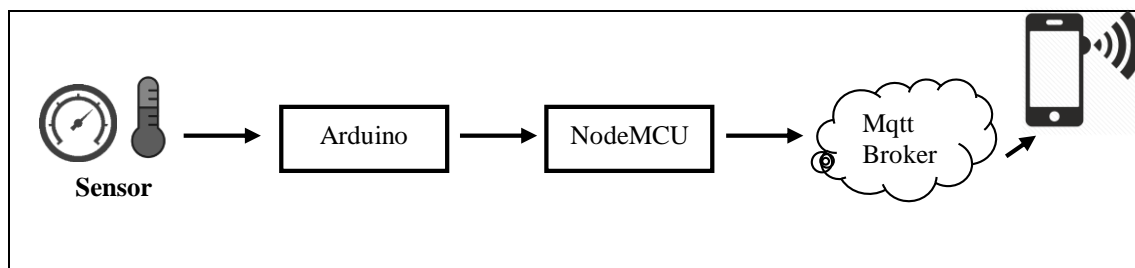 Sensor
Arduino
NodeMCU
Mqtt
Broker